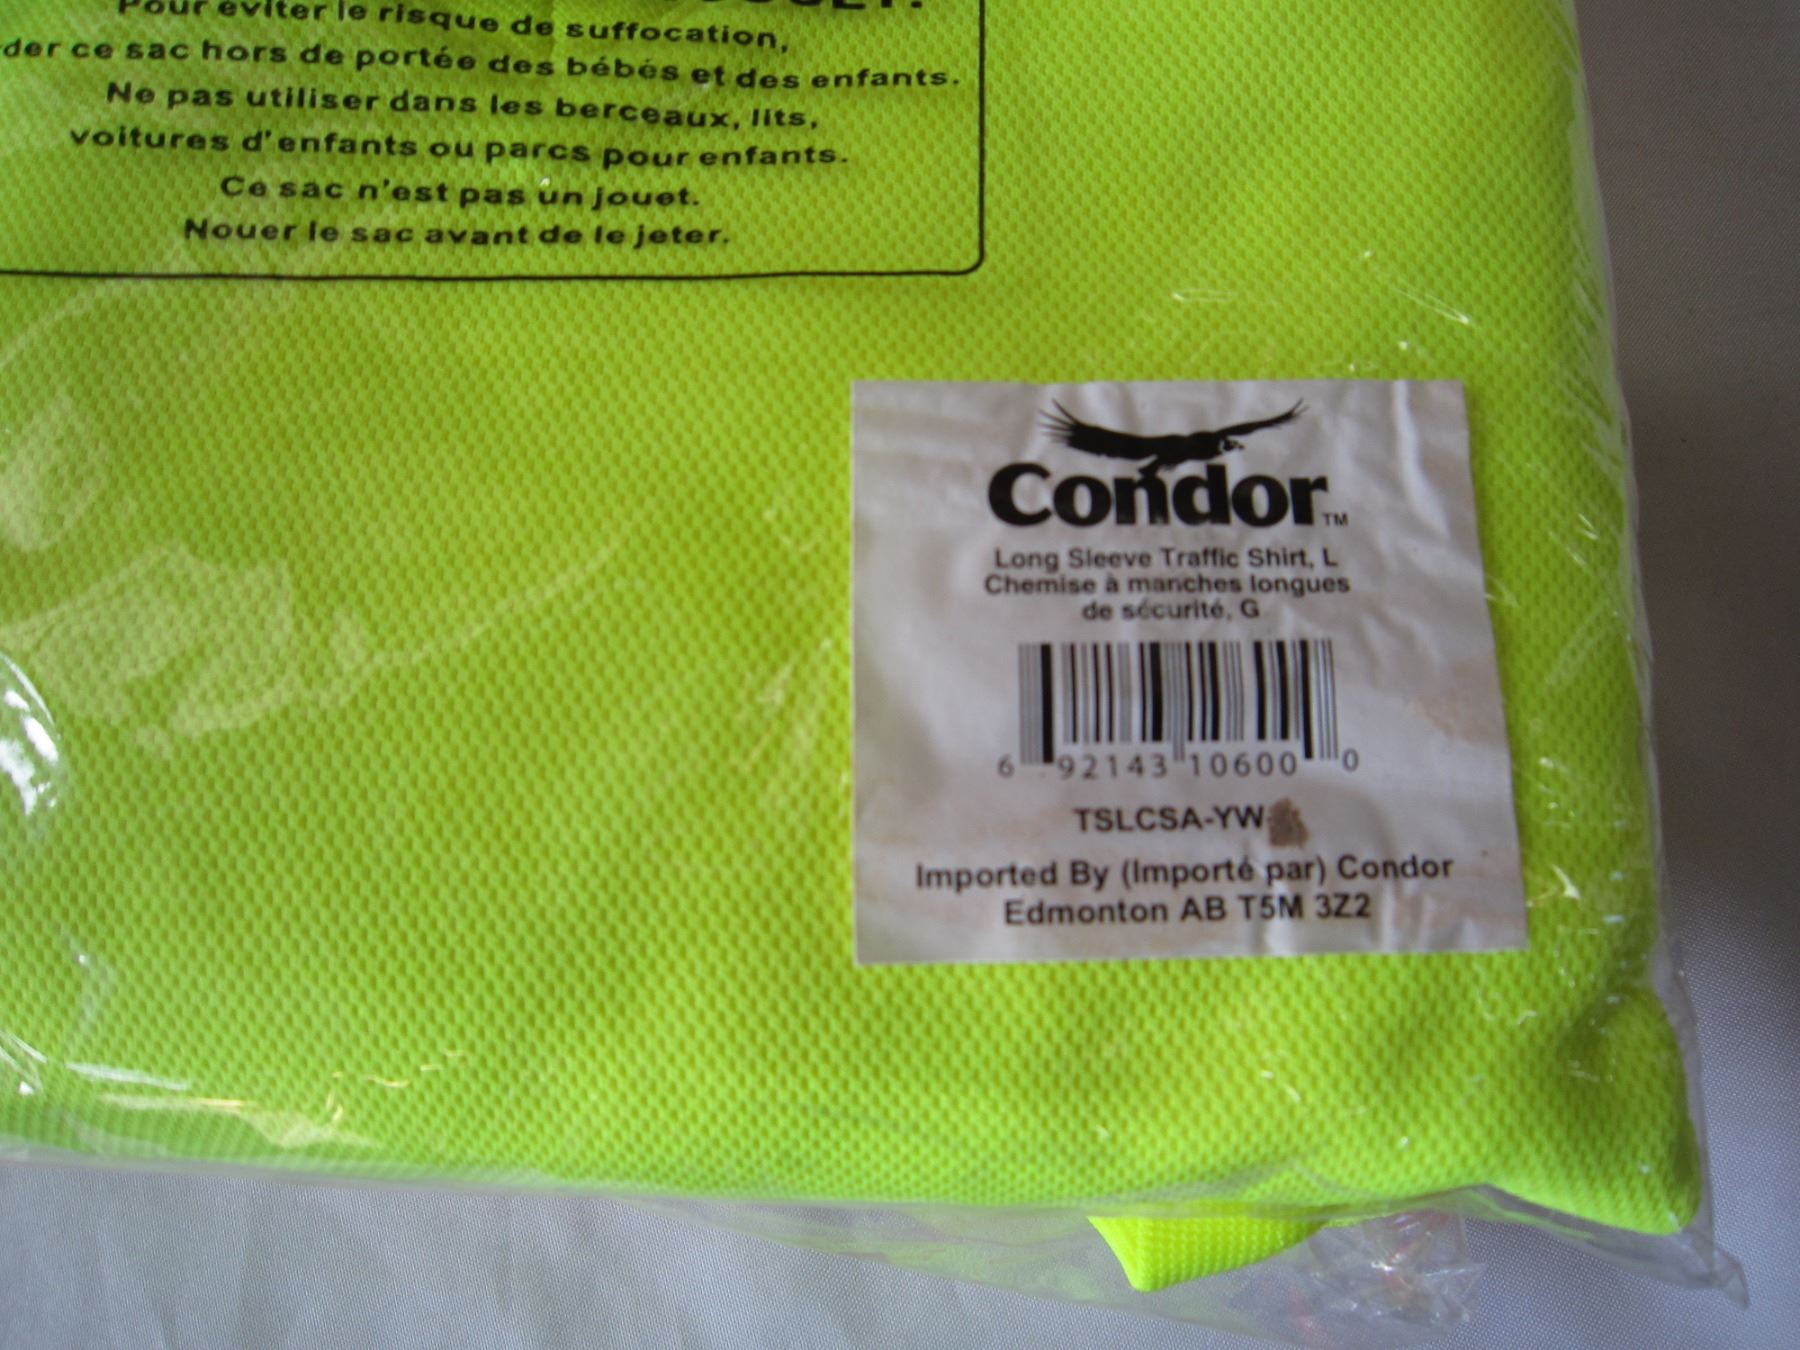 Pour éviter le risque de suffocation,
ce sac hors de portée des bébés et des enfants.
Ne pas utiliser dans les berceaux, lits,
voitures d'enfants ou parcs pour enfants.
Ce sac n'est pas un jouet.
Nouer le sac avant de le jeter.
Condor TM
Long Sleeve Traffic Shirt, L
Chemise à manches longues
de sécurité, G
6 92143 10600 0
TSLCSA-YW
Imported By (Importé par) Condor
Edmonton AB T5M 3Z2